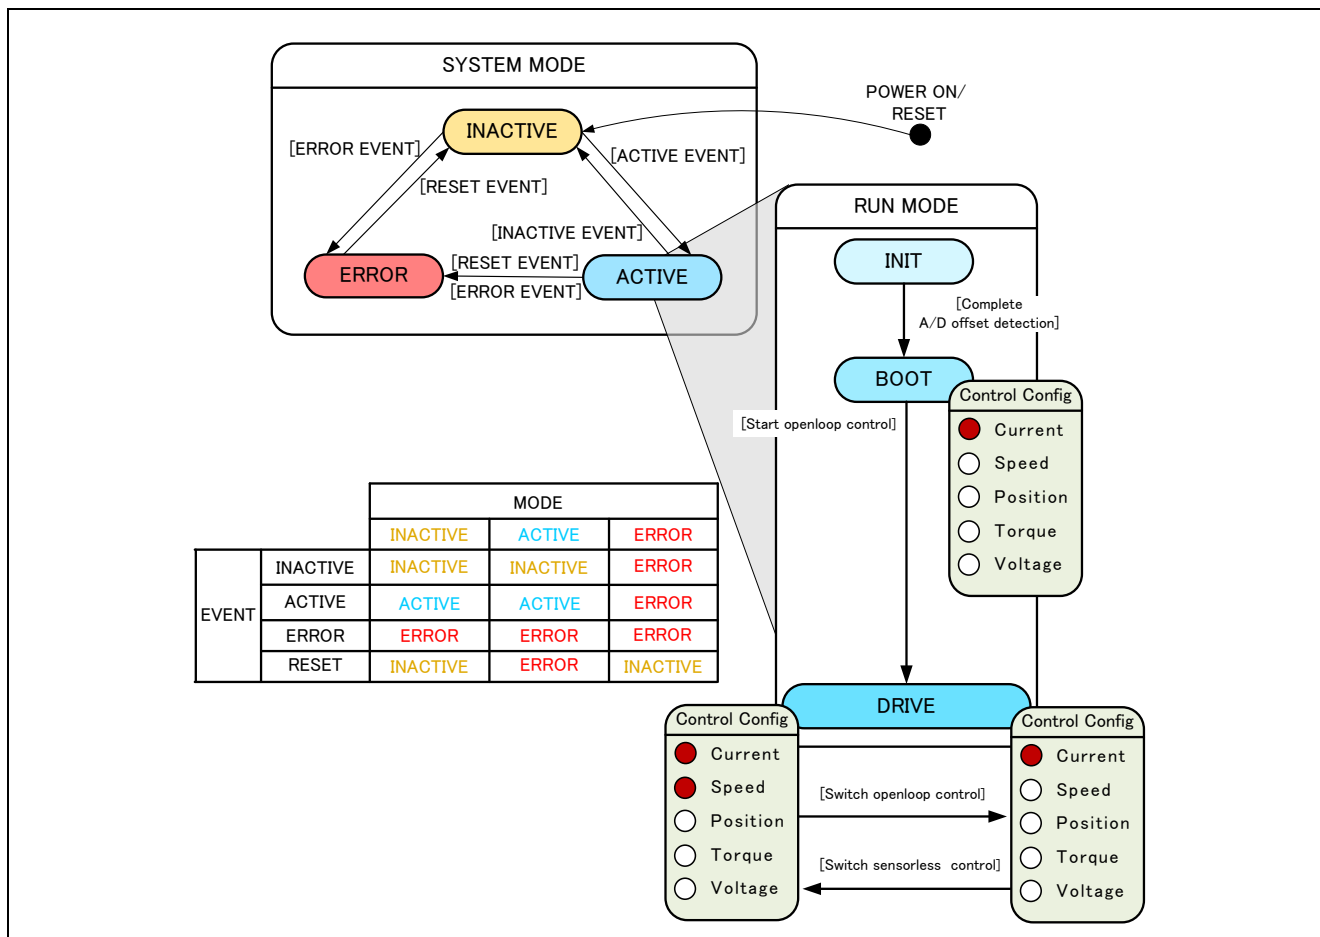 SYSTEM MODE
POWER ON/
RESET
INACTIVE
[ERROR EVENT]
[ACTIVE EVENT]
[RESET EVENT]
[INACTIVE EVENT]
ERROR
[RESET EVENT]
[ERROR EVENT]
ACTIVE
RUN MODE
INIT
[Complete
A/D offset detection]
BOOT
[Start openloop control]
Control Config
Current
Speed
Position
Torque
Voltage
MODE
INACTIVE ACTIVE ERROR
EVENT
INACTIVE INACTIVE INACTIVE ERROR
ACTIVE ACTIVE ACTIVE ERROR
ERROR ERROR ERROR ERROR
RESET INACTIVE ERROR INACTIVE
DRIVE
Control Config
Current
Speed
Position
Torque
Voltage
[Switch openloop control]
[Switch sensorless control]
Control Config
Current
Speed
Position
Torque
Voltage